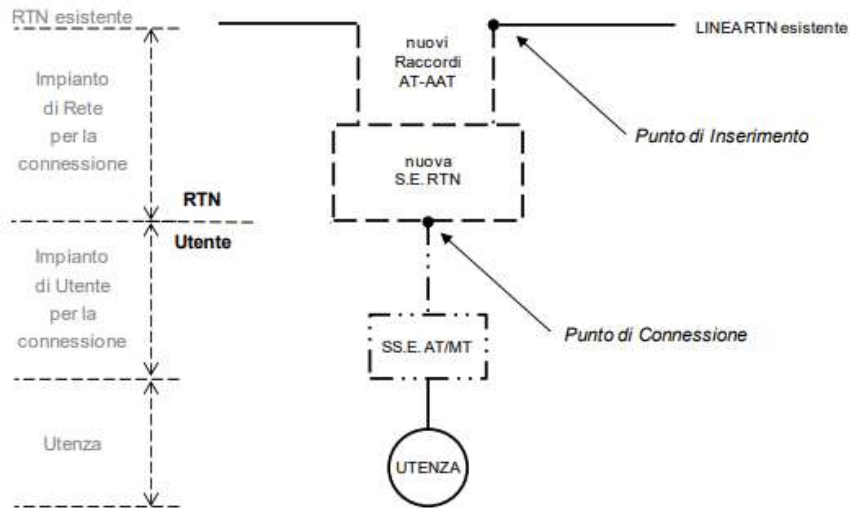 RTN esistente
LINEA RTN esistente
nuovi
Raccordi
AT-AAT
Impianto
di Rete
per la
connessione
Punto di Inserimento
nuova
S.E. RTN
RTN
Utente
Impianto
di Utente
per la
connessione
Punto di Connessione
SS.E. AT/MT
Utenza
UTENZA